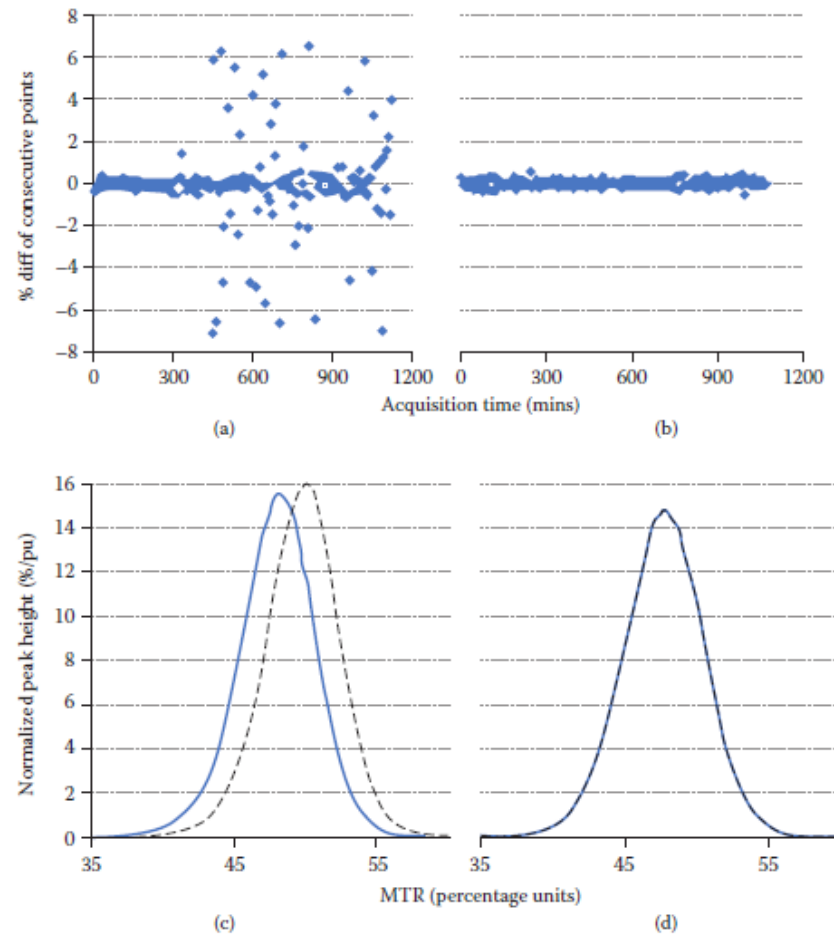 % diff of consecutive points
8
6
4
2
0
−2
−4
−6
−8
0 300 600 900 1200
0 300 600 900 1200
Acquisition time (mins)
(a) (b)
Normalized peak height (%/pu)
16
14
12
10
8
6
4
2
0
35 45 55
35 45 55
MTR (percentage units)
(c) (d)